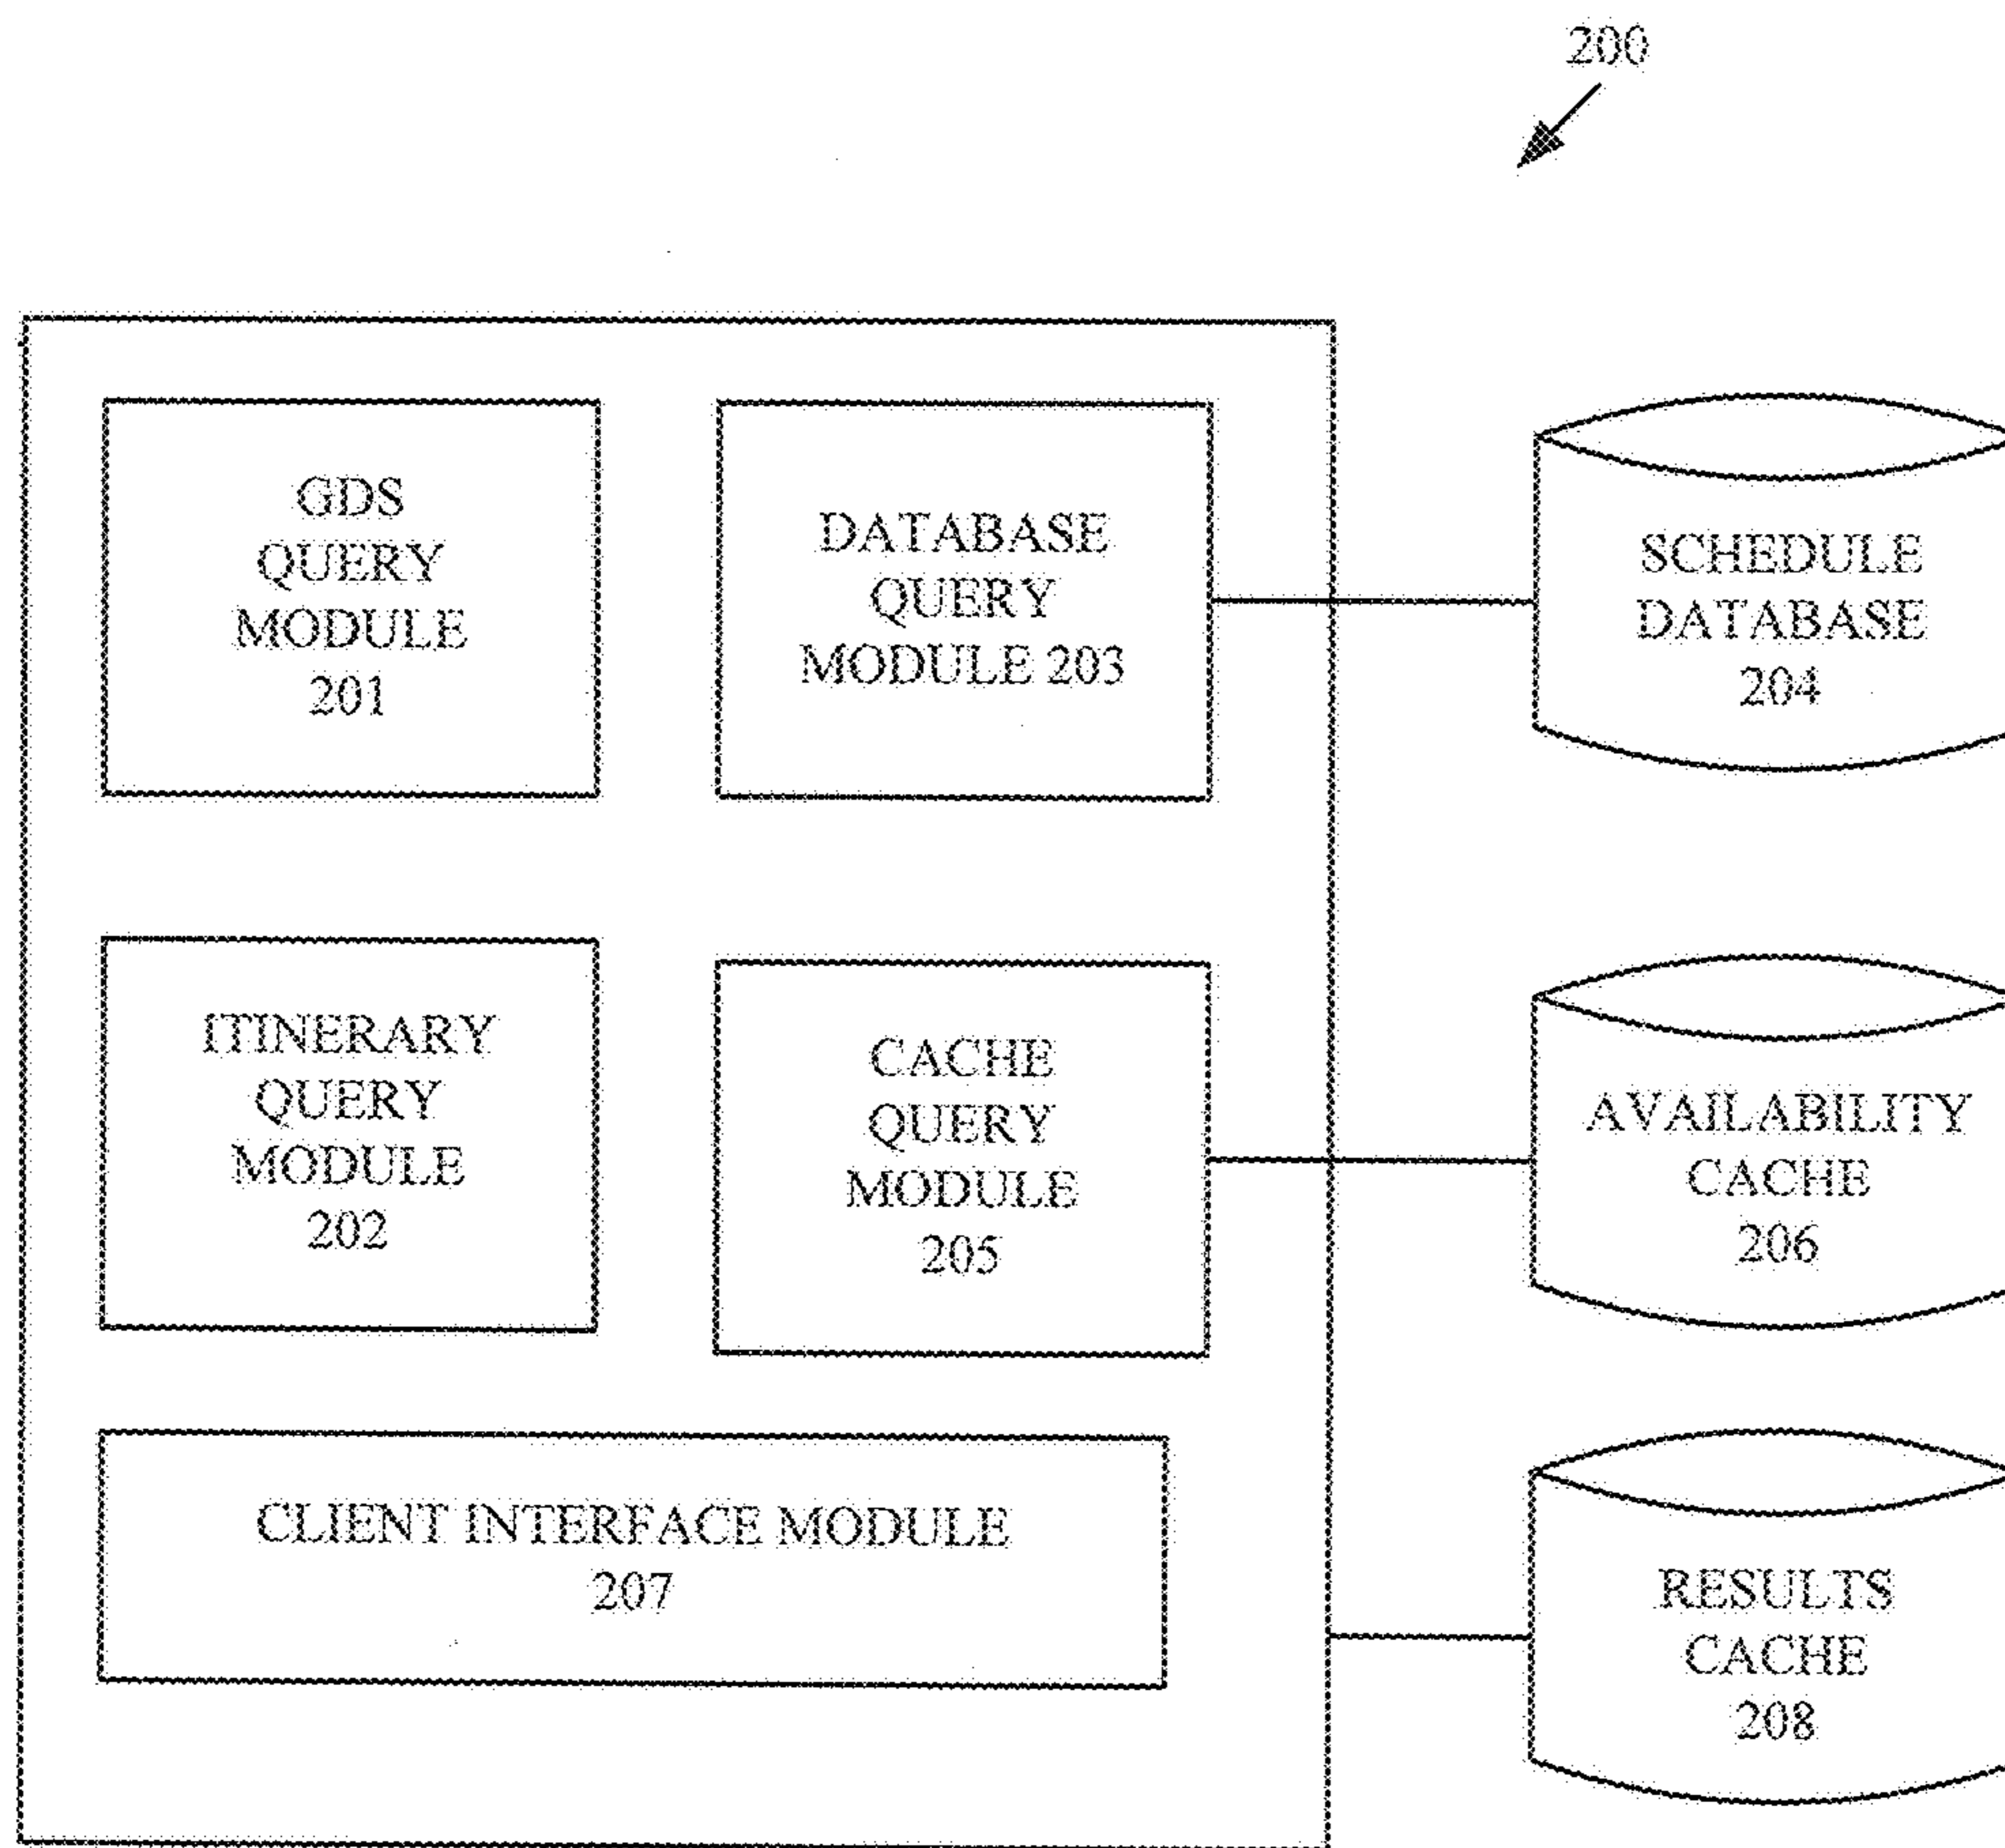 200
GDS
QUERY
MODULE
201
DATABASE
QUERY
MODULE 203
SCHEDULE
DATABASE
204
ITINERARY
QUERY
MODULE
202
CACHE
QUERY
MODULE
205
AVAILABILITY
CACHE
206
CLIENT INTERFACE MODULE
207
RESULTS
CACHE
208